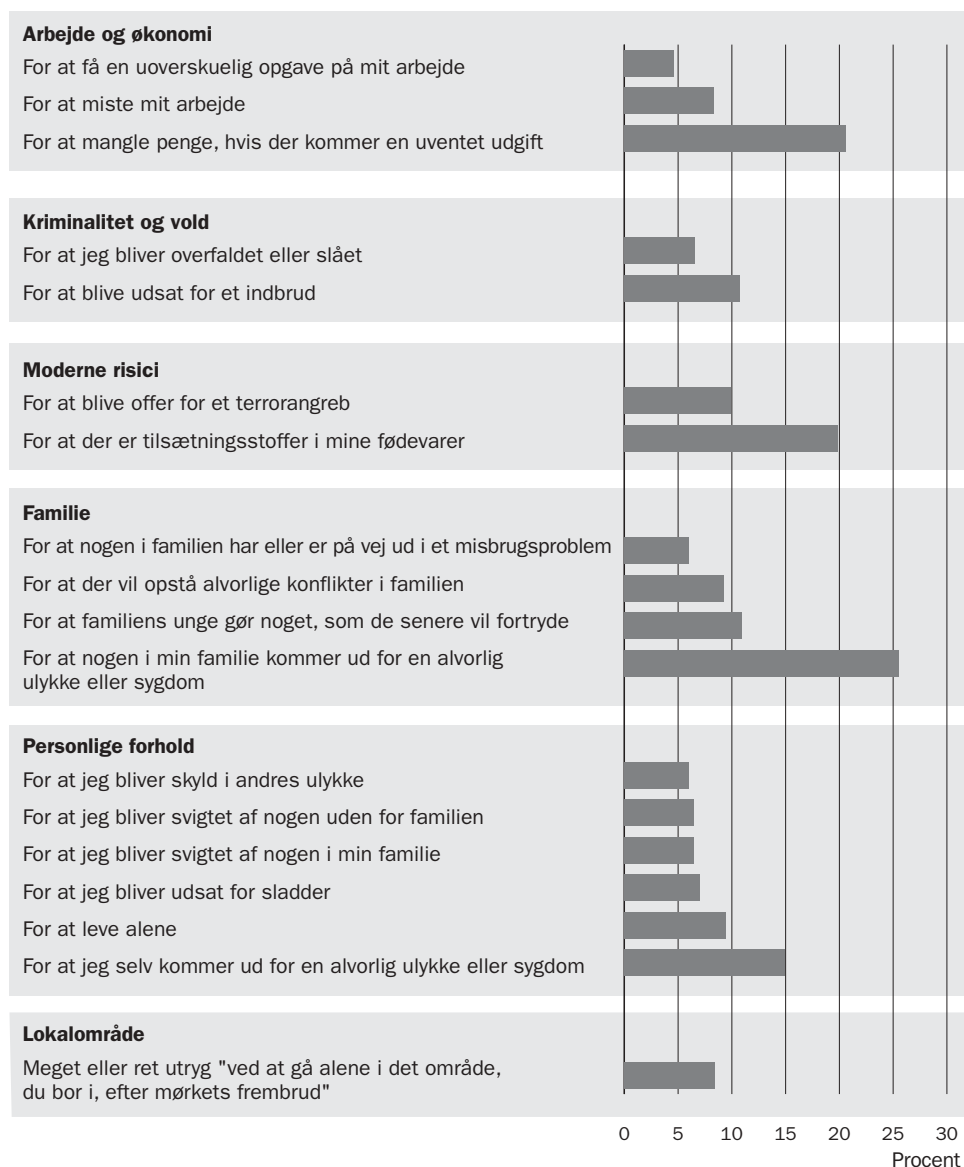 Arbejde og økonomi
For at få en uoverskuelig opgave på mit arbejde
For at miste mit arbejde
For at mangle penge, hvis der kommer en uventet udgift
Kriminalitet og vold
For at jeg bliver overfaldet eller slået
For at blive udsat for et indbrud
Moderne risici
For at blive offer for et terrorangreb
For at der er tilsætningsstoffer i mine fødevarer
Familie
For at nogen i familien har eller er på vej ud i et misbrugsproblem
For at der vil opstå alvorlige konflikter i familien
For at familiens unge gør noget, som de senere vil fortryde
For at nogen i min familie kommer ud for en alvorlig
ulykke eller sygdom
Personlige forhold
For at jeg bliver skyld i andres ulykke
For at jeg bliver svigtet af nogen uden for familien
For at jeg bliver svigtet af nogen i min familie
For at jeg bliver udsat for sladder
For at leve alene
For at jeg selv kommer ud for en alvorlig ulykke eller sygdom
Lokalområde
Meget eller ret utryg "ved at gå alene i det område,
du bor i, efter mørkets frembrud"
0 5 10 15 20 25 30
Procent